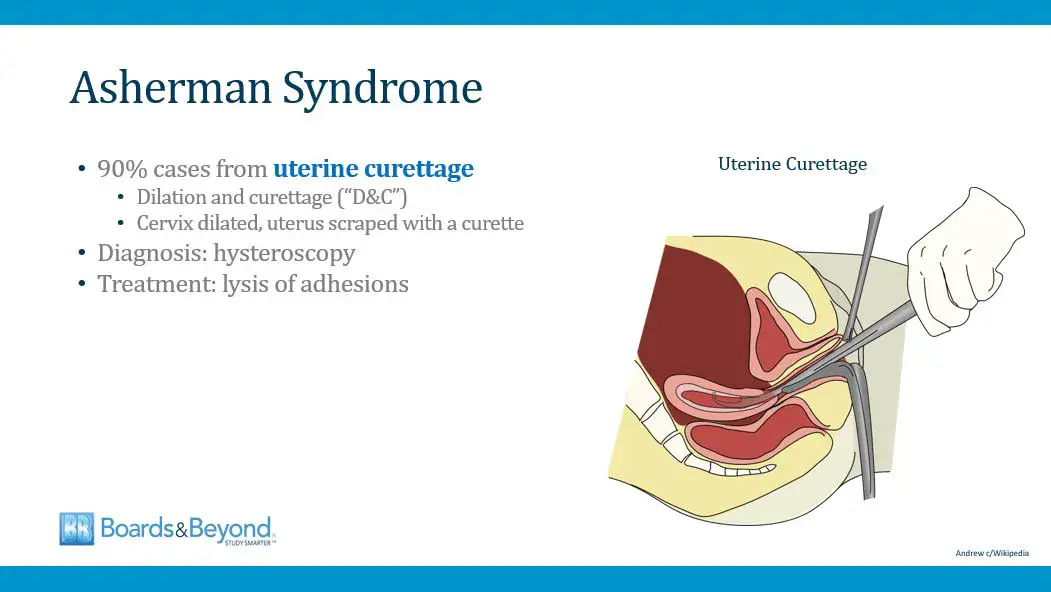 Asherman Syndrome
• 90% cases from uterine curettage
• Dilation and curettage (“D&C”)
• Cervix dilated, uterus scraped with a curette
• Diagnosis: hysteroscopy
• Treatment: lysis of adhesions
Uterine Curettage
BB Boards&Beyond.
STUDY SMARTER™
Andrew c/Wikipedia